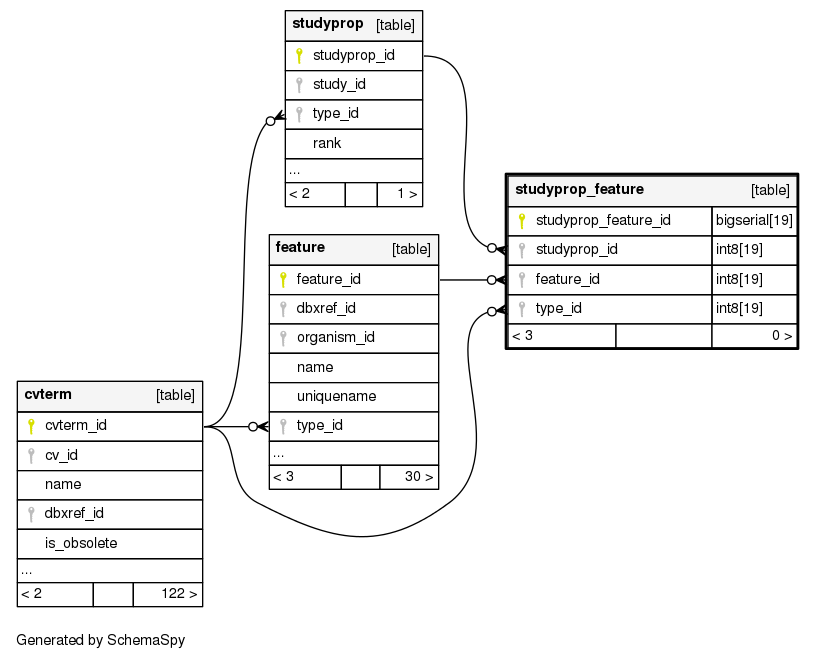 studyprop [table]
studyprop_id
study_id
type_id
rank
...
< 2 1 >
studyprop_feature [table]
studyprop_feature_id bigserial[19]
studyprop_id int8[19]
feature_id int8[19]
type_id int8[19]
< 3 0 >
feature [table]
feature_id
dbxref_id
organism_id
name
uniquename
type_id
...
< 3 30 >
cvterm [table]
cvterm_id
cv_id
name
dbxref_id
is_obsolete
...
< 2 122 >
Generated by SchemaSpy